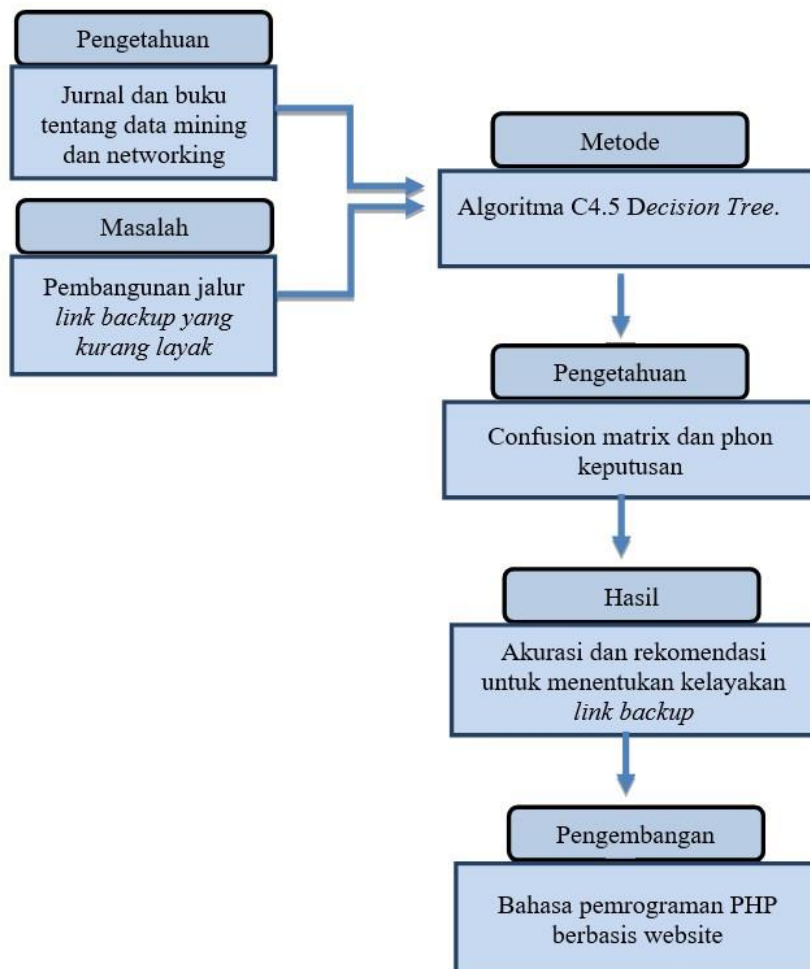 Pengetahuan
Jurnal dan buku
tentang data mining
dan networking
Masalah
Pembangunan jalur
link backup yang
kurang layak
Metode
Algoritma C4.5 Decision Tree.
Pengetahuan
Confusion matrix dan phon
keputusan
Hasil
Akurasi dan rekomendasi
untuk menentukan kelayakan
link backup
Pengembangan
Bahasa pemrograman PHP
berbasis website